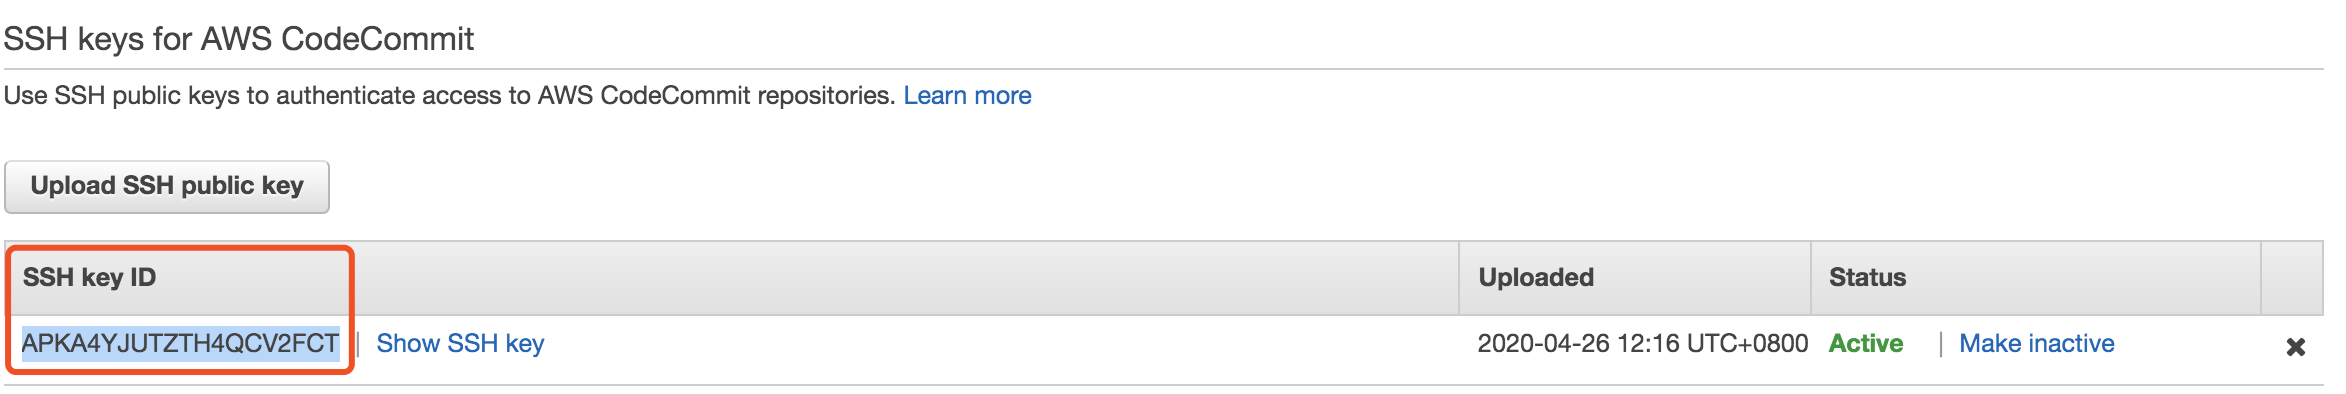 SSH keys for AWS CodeCommit
Use SSH public keys to authenticate access to AWS CodeCommit repositories. Learn more
Upload SSH public key
SSH key ID Uploaded Status
APKA4YJUTZTH4QCV2FCT | Show SSH key 2020-04-26 12:16 UTC+0800 Active | Make inactive ✖